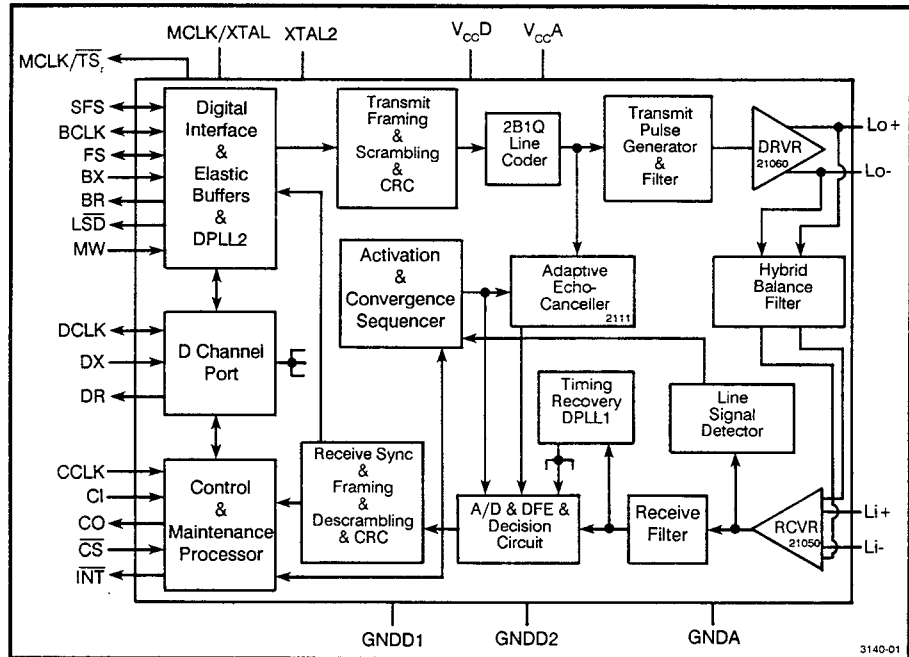 MCLK/XTAL
XTAL2
VCCD
VCCA
MCLK/TSr
SFS
BCLK
FS
BX
BR
LSD
MW
Digital
Interface
&
Elastic
Buffers
&
DPLL2
Transmit
Framing
&
Scrambling
&
CRC
2B1Q
Line
Coder
Transmit
Pulse
Generator
&
Filter
DRVR
21060
Lo+
Lo-
Activation
&
Convergence
Sequencer
Adaptive
Echo-
Canceller
2111
Hybrid
Balance
Filter
DCLK
DX
DR
D Channel
Port
Timing
Recovery
DPLL1
Line
Signal
Detector
CCLK
CI
CO
CS
INT
Control
&
Maintenance
Processor
Receive Sync
&
Framing
&
Descrambling
& CRC
A/D & DFE &
Decision
Circuit
Receive
Filter
RCVR
21050
Li+
Li-
GNDD1
GNDD2
GNDA
3140-01